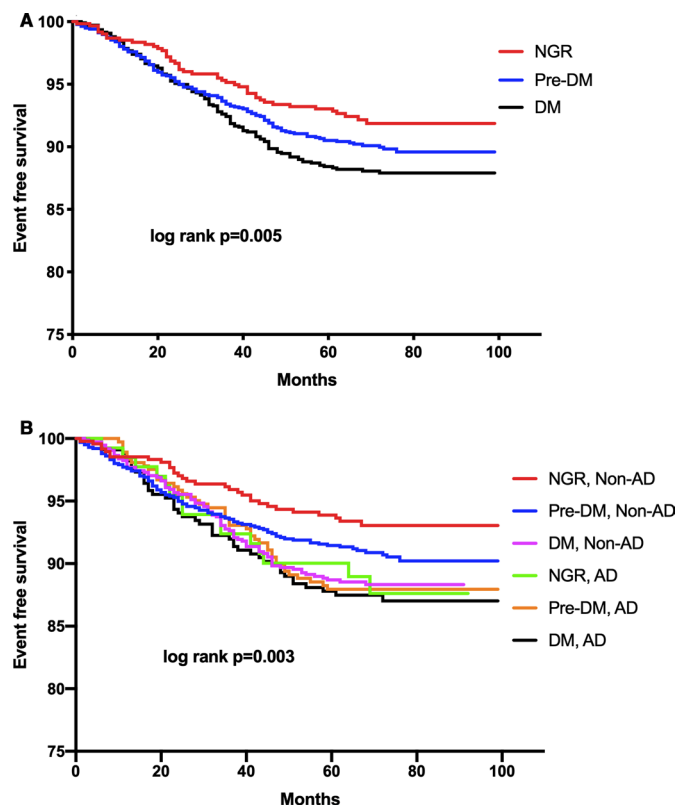 A
100
95
90
85
80
75
Event free survival
NGR
Pre-DM
DM
log rank p=0.005
0
20
40
60
80
100
Months
B
100
95
90
85
80
75
Event free survival
NGR, Non-AD
Pre-DM, Non-AD
DM, Non-AD
NGR, AD
Pre-DM, AD
DM, AD
log rank p=0.003
0
20
40
60
80
100
Months